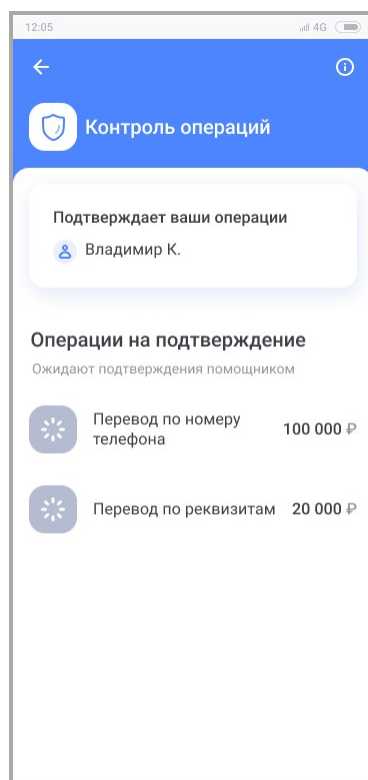 12:05 4G
Контроль операций
Подтверждает ваши операции
Владимир К.
Операции на подтверждение
Ожидают подтверждения помощником
Перевод по номеру
телефона
100 000 ₽
Перевод по реквизитам 20 000 ₽